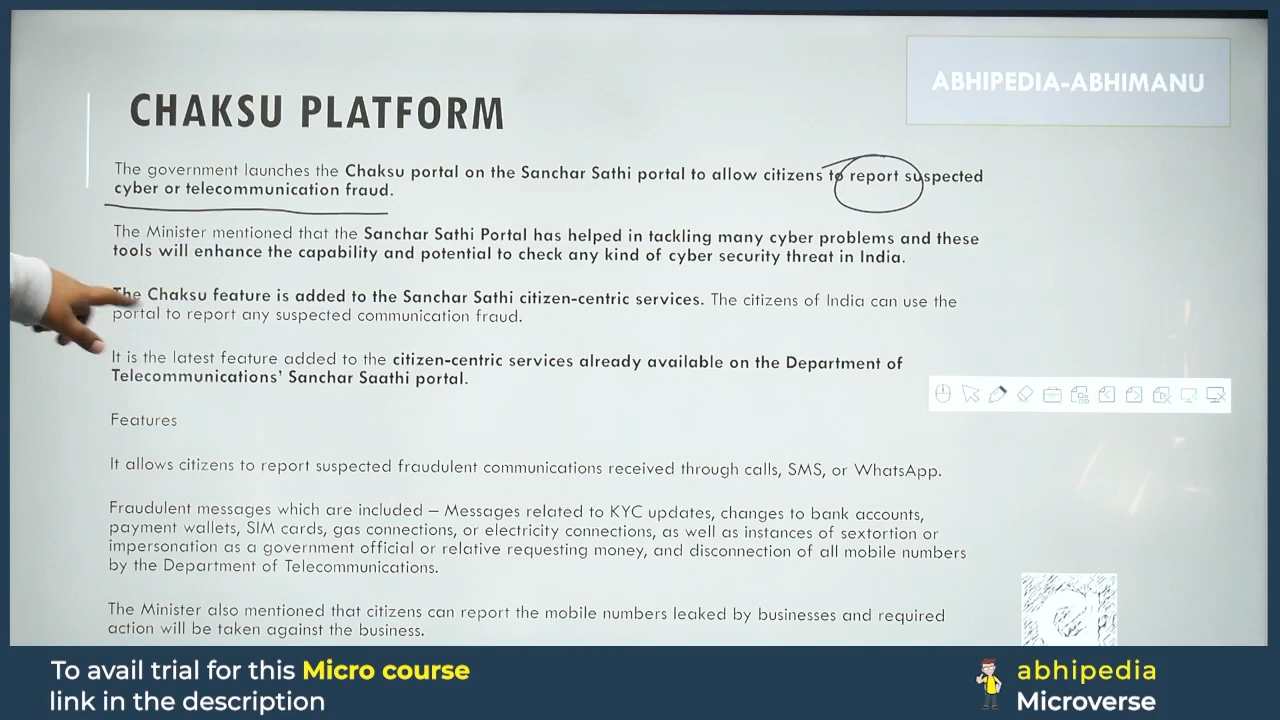 ABHIPEDIA-ABHIMANU
CHAKSU PLATFORM
The government launches the Chaksu portal on the Sanchar Sathi portal to allow citizens to report suspected
cyber or telecommunication fraud.
The Minister mentioned that the Sanchar Sathi Portal has helped in tackling many cyber problems and these
tools will enhance the capability and potential to check any kind of cyber security threat in India.
The Chaksu feature is added to the Sanchar Sathi citizen-centric services. The citizens of India can use the
portal to report any suspected communication fraud.
It is the latest feature added to the citizen-centric services already available on the Department of
Telecommunications’ Sanchar Saathi portal.
Features
It allows citizens to report suspected fraudulent communications received through calls, SMS, or WhatsApp.
Fraudulent messages which are included – Messages related to KYC updates, changes to bank accounts,
payment wallets, SIM cards, gas connections, or electricity connections, as well as instances of sextortion or
impersonation as a government official or relative requesting money, and disconnection of all mobile numbers
by the Department of Telecommunications.
The Minister also mentioned that citizens can report the mobile numbers leaked by businesses and required
action will be taken against the business.
To avail trial for this Micro course
link in the description
abhipedia
Microverse